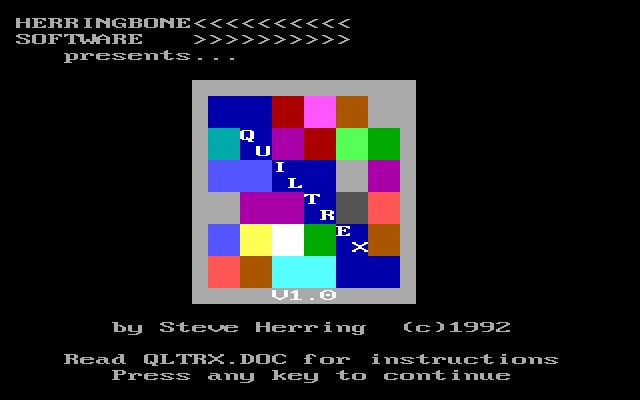 HERRINGBONE<<<<<<<<<<
SOFTWARE   >>>>>>>>>>
presents...
QUILTREX
V1.0
by Steve Herring  (c)1992
Read QLTRX.DOC for instructions
Press any key to continue